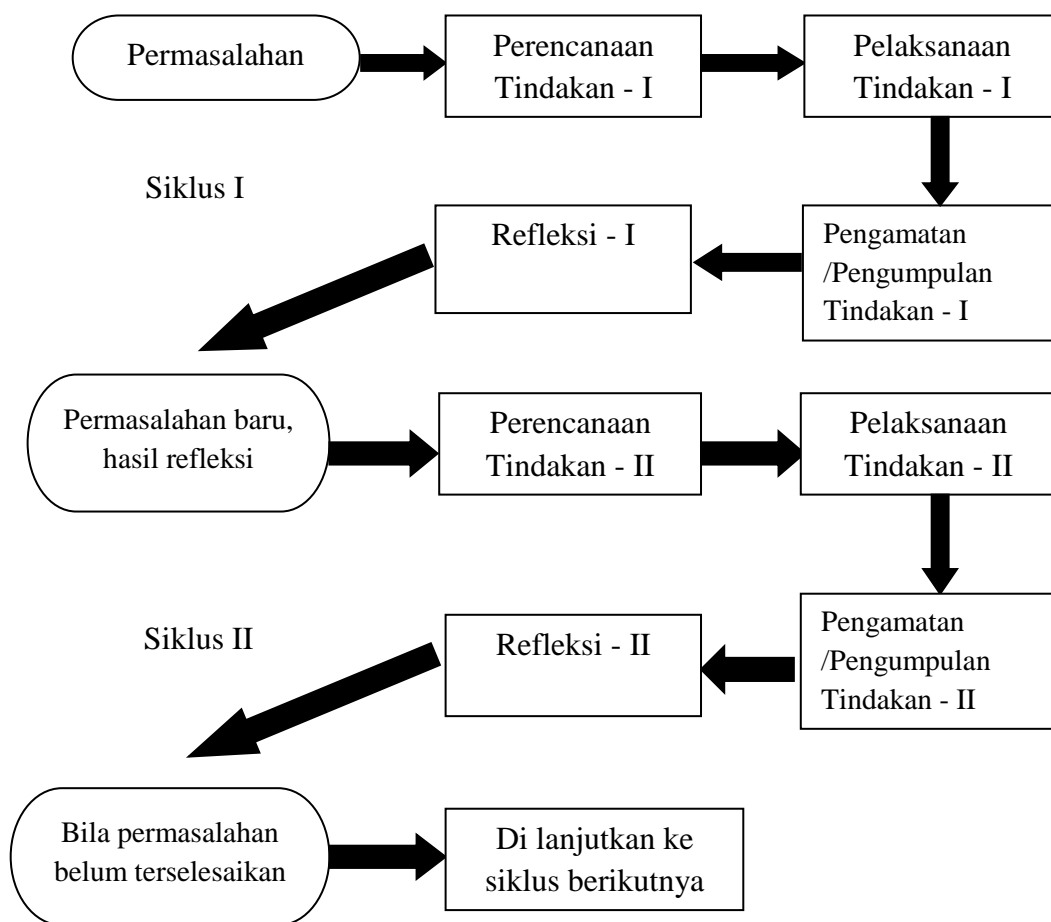 Permasalahan
Perencanaan
Tindakan - I
Pelaksanaan
Tindakan - I
Siklus I
Refleksi - I
Pengamatan
/Pengumpulan
Tindakan - I
Permasalahan baru,
hasil refleksi
Perencanaan
Tindakan - II
Pelaksanaan
Tindakan - II
Siklus II
Refleksi - II
Pengamatan
/Pengumpulan
Tindakan - II
Bila permasalahan
belum terselesaikan
Di lanjutkan ke
siklus berikutnya